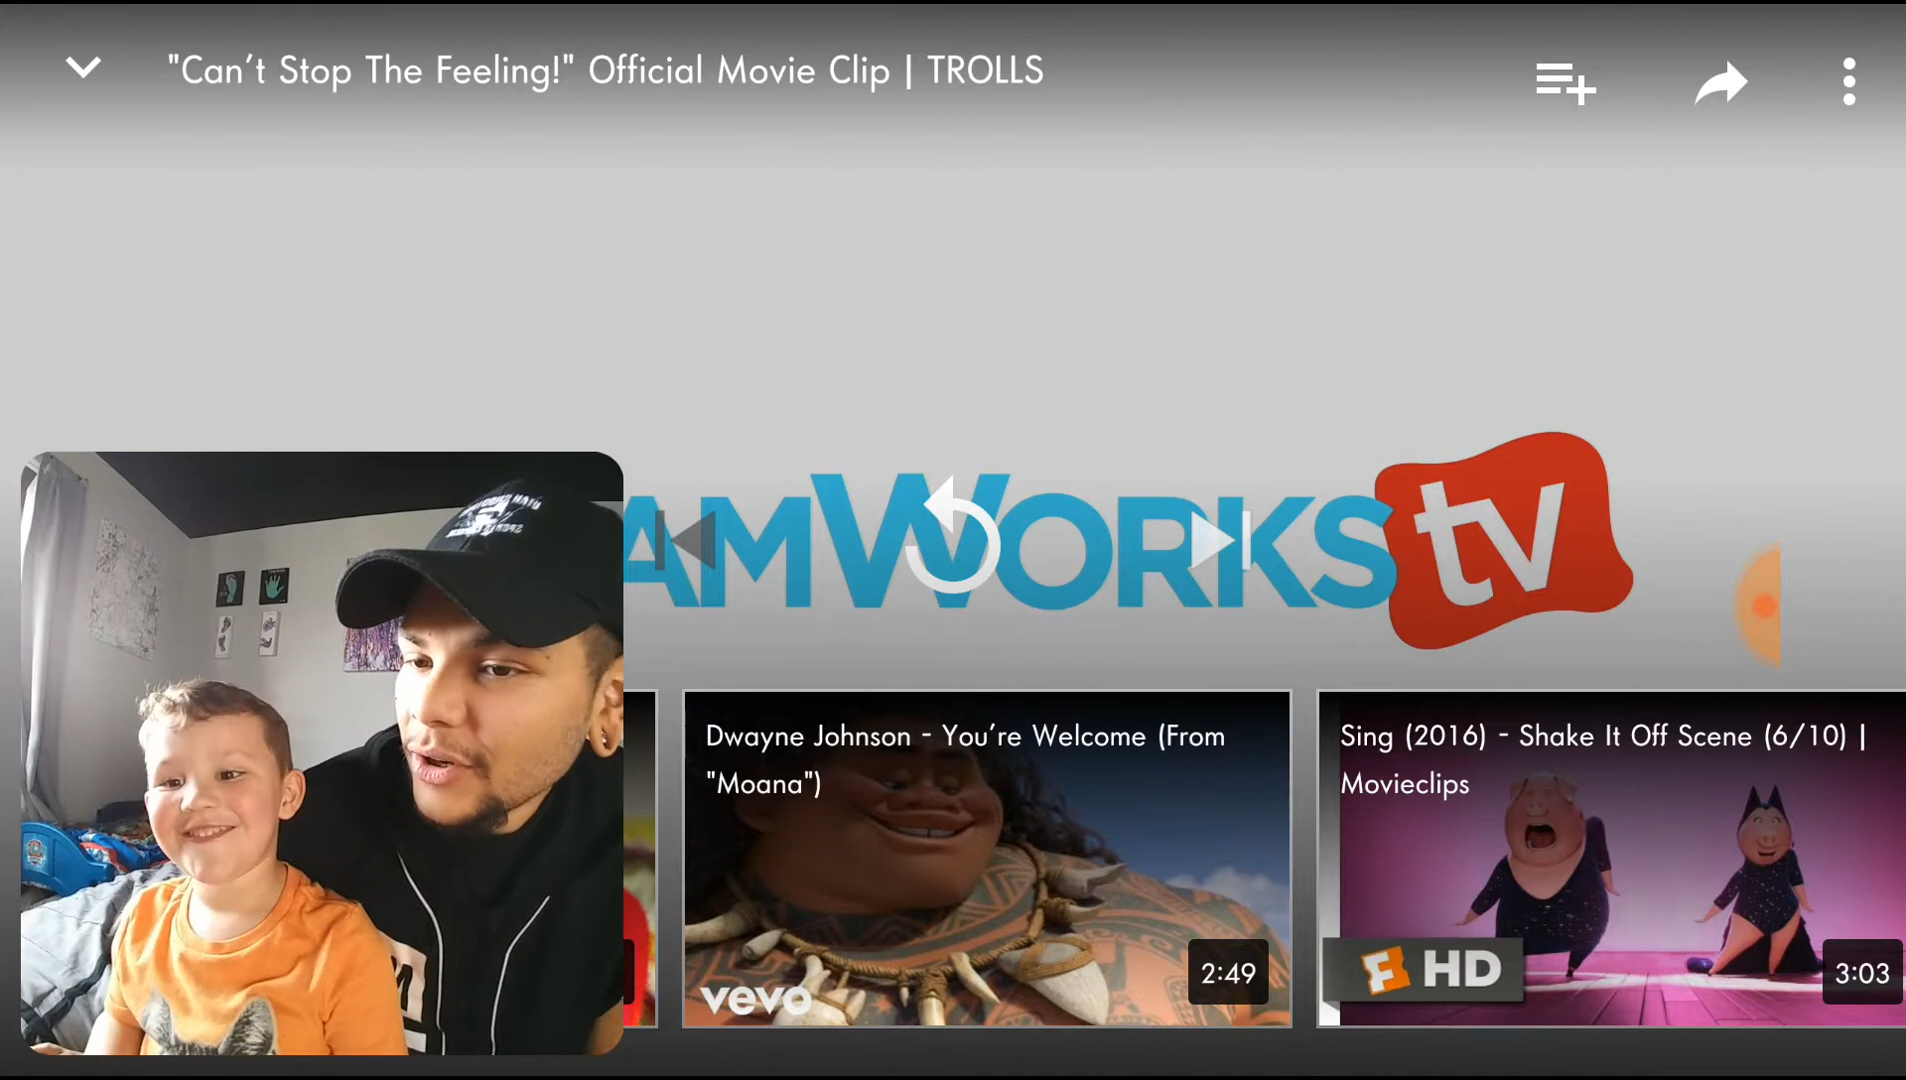 "Can't Stop The Feeling!" Official Movie Clip | TROLLS
AMWORKS tv
Dwayne Johnson - You're Welcome (From
"Moana")
vevo
2:49
Sing (2016) - Shake It Off Scene (6/10) |
Movieclips
F HD
3:03